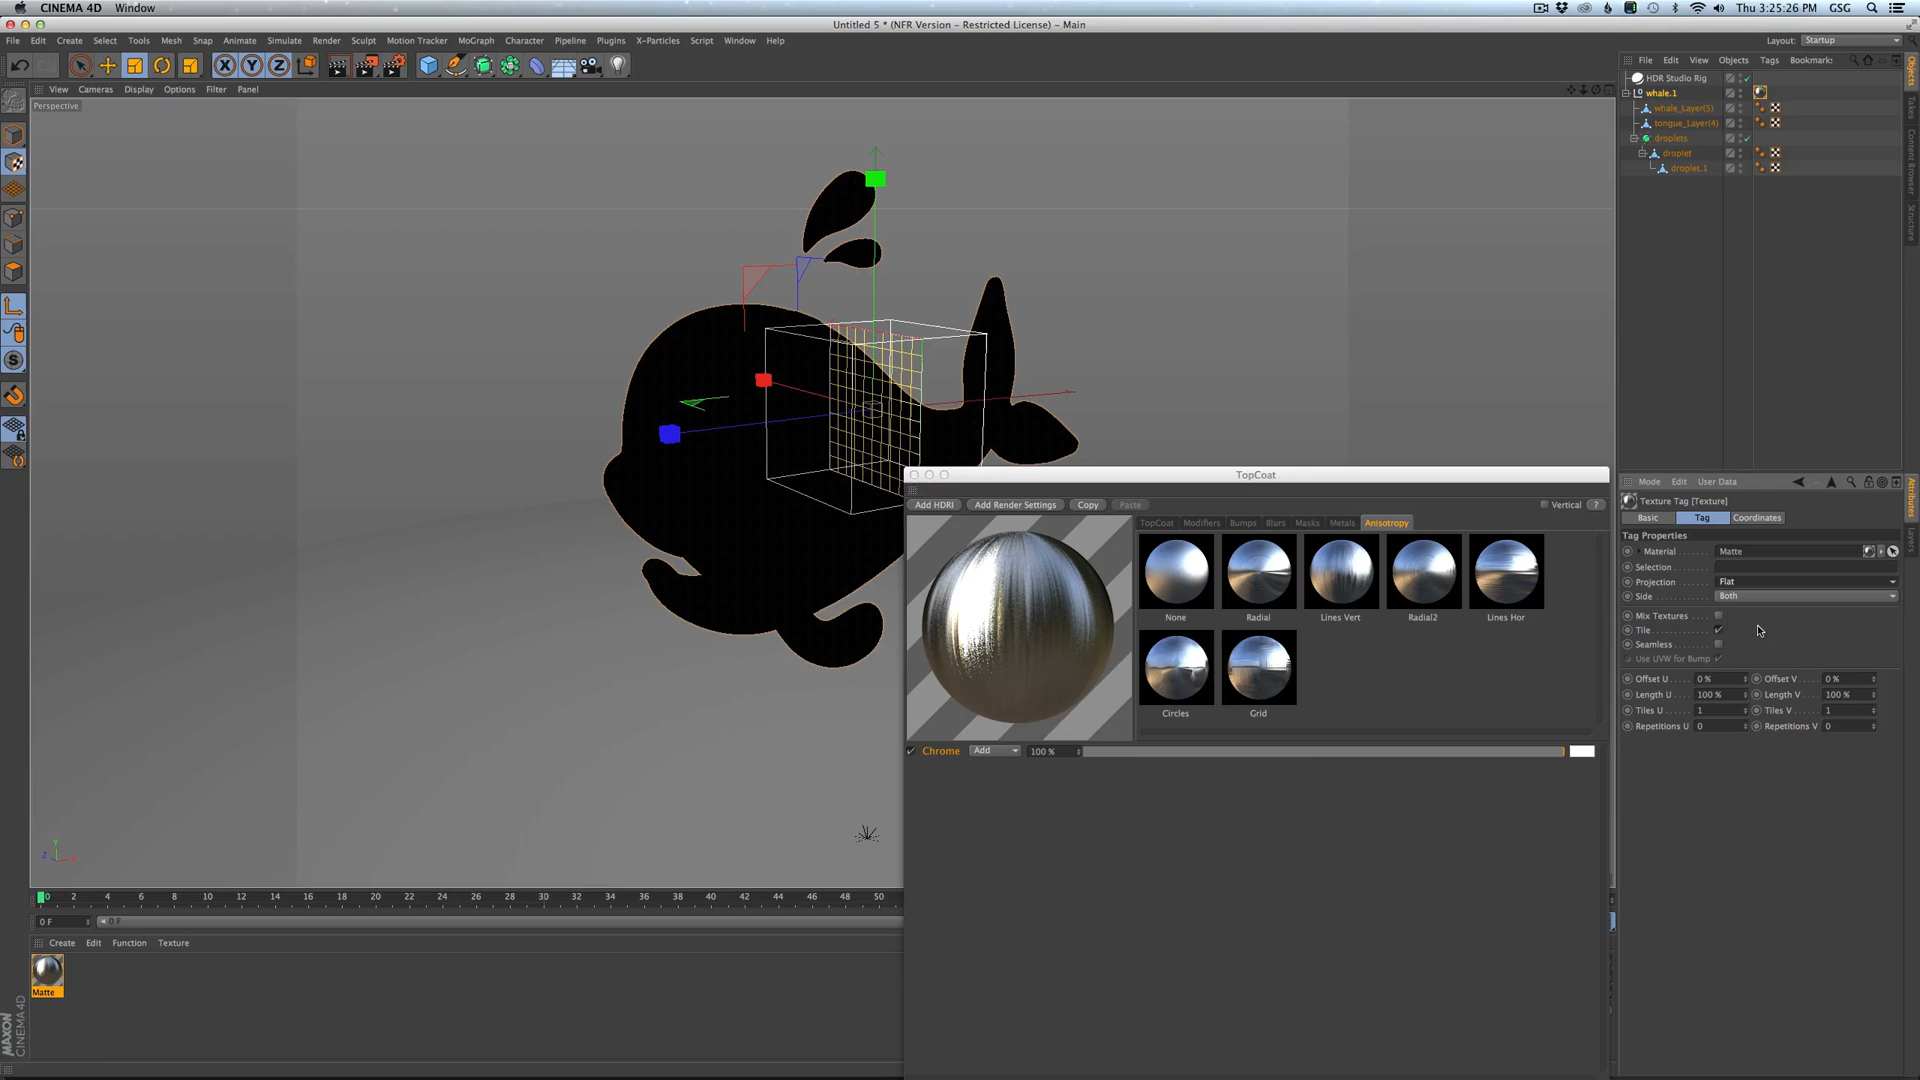 CINEMA 4D Window
Thu 3:25:26 PM GSG
Untitled 5 * (NFR Version - Restricted License) - Main
File Edit Create Select Tools Mesh Snap Animate Simulate Render Sculpt Motion Tracker MoGraph Character Pipeline Plugins X-Particles Script Window Help
Layout: Startup
View Cameras Display Options Filter Panel
Perspective
File Edit View Objects Tags Bookmark:
HDR Studio Rig
whale.1
whale_Layer(5)
tongue_Layer(4)
droplets
droplet
droplet.1
Objects
Takes
Content Browser
Structure
X Y Z
S
TopCoat
Add HDRI Add Render Settings Copy Paste Vertical ?
TopCoat Modifiers Bumps Blurs Masks Metals Anisotropy
None Radial Lines Vert Radial2 Lines Hor
Circles Grid
Chrome Add 100 %
Mode Edit User Data
Texture Tag [Texture]
Basic Tag Coordinates
Tag Properties
Material Matte
Selection
Projection Flat
Side Both
Mix Textures
Tile
Seamless
Use UVW for Bump
Offset U 0 % Offset V 0 %
Length U 100 % Length V 100 %
Tiles U 1 Tiles V 1
Repetitions U 0 Repetitions V 0
Attributes
Layers
Y
Z X
0 2 4 6 8 10 12 14 16 18 20 22 24 26 28 30 32 34 36 38 40 42 44 46 48 50
0 F 0 F
Create Edit Function Texture
Matte
MAXON
CINEMA 4D